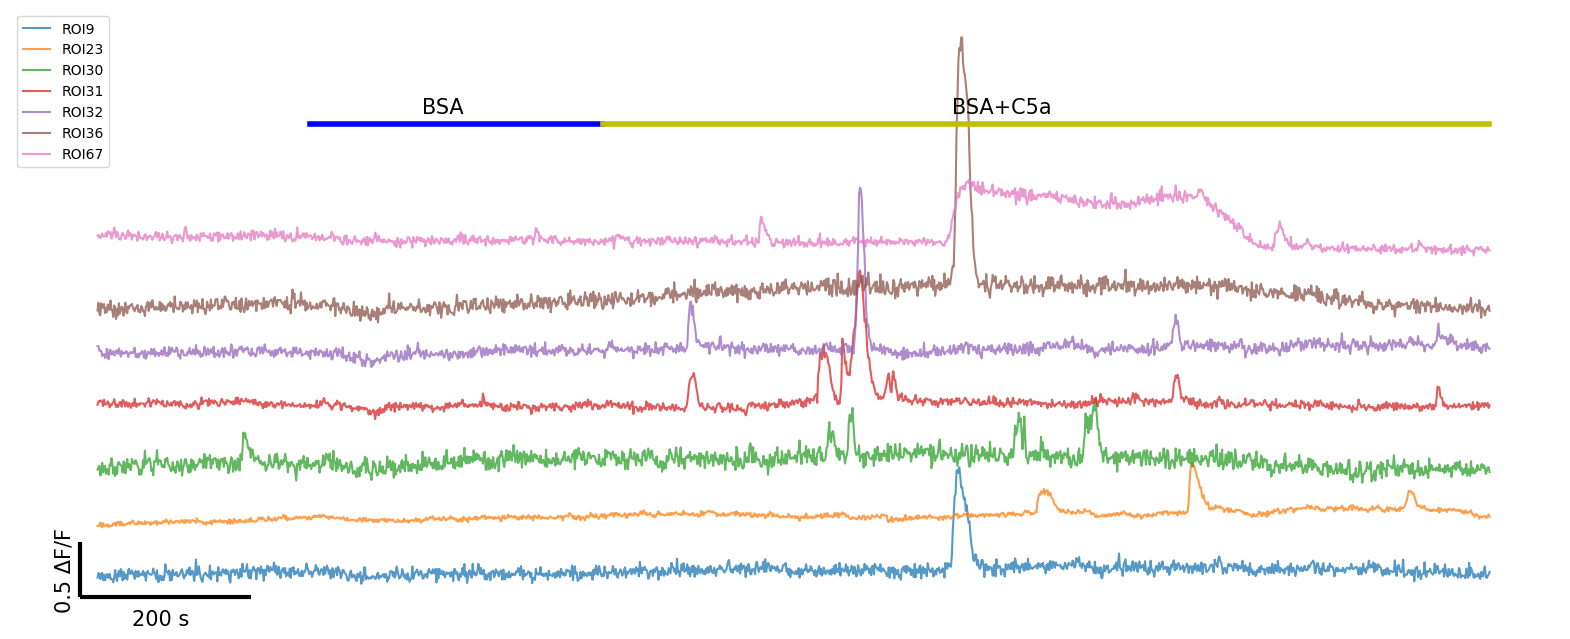 ROI9
ROI23
ROI30
ROI31
ROI32
ROI36
ROI67
BSA
BSA+C5a
0.5 ΔF/F
200 s